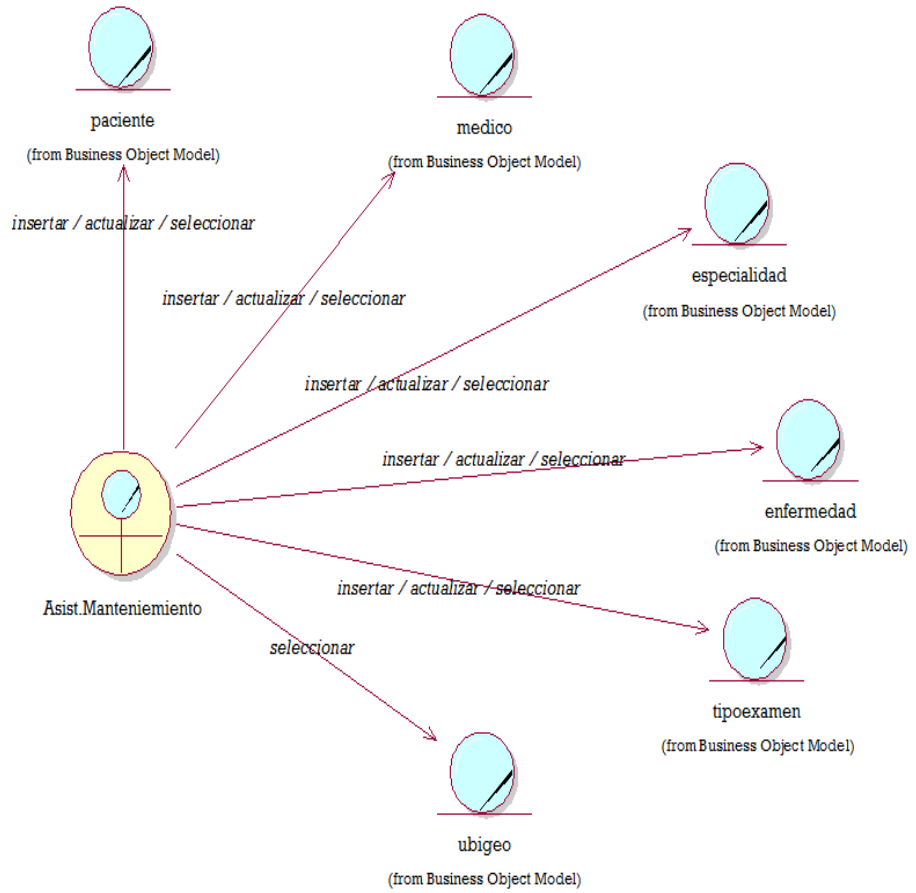 paciente
(from Business Object Model)
medico
(from Business Object Model)
insertar / actualizar / seleccionar
especialidad
(from Business Object Model)
insertar / actualizar / seleccionar
insertar / actualizar / seleccionar
insertar / actualizar / seleccionar
enfermedad
(from Business Object Model)
Asist.Manteniemiento
insertar / actualizar / seleccionar
seleccionar
tipoexamen
(from Business Object Model)
ubigeo
(from Business Object Model)